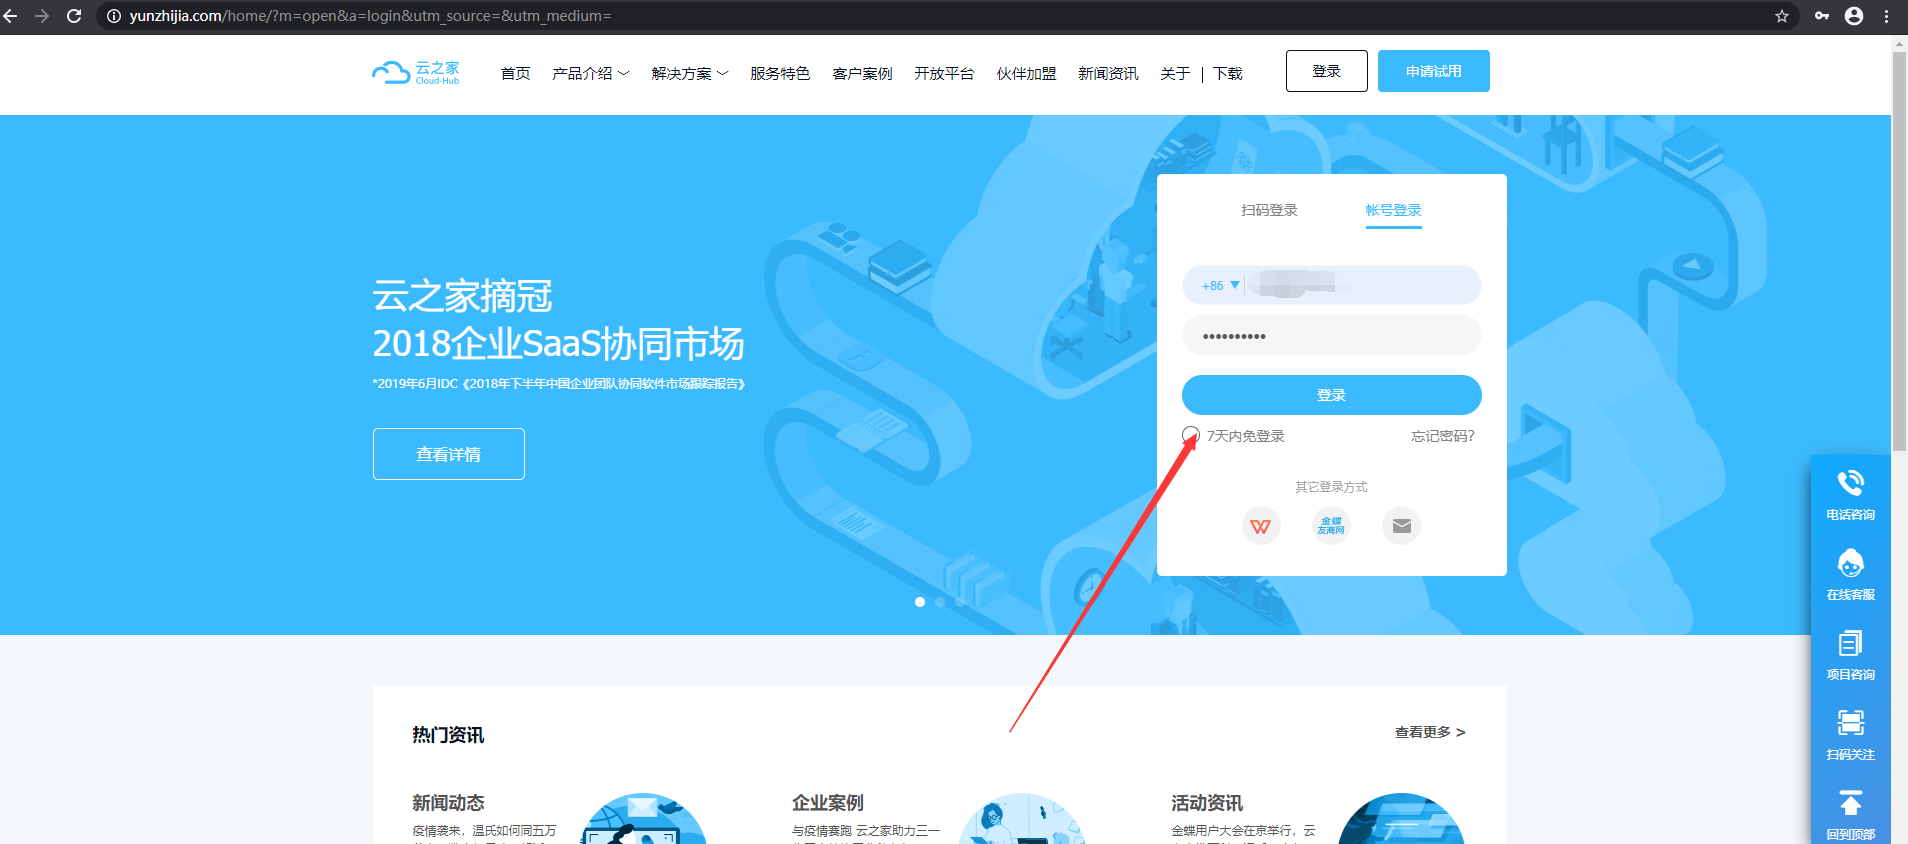 yunzhijia.com/home/?m=open&a=login&utm_source=&utm_medium=
云之家
Cloud-Hub
首页 产品介绍 解决方案 服务特色 客户案例 开放平台 伙伴加盟 新闻资讯 关于 | 下载
登录
申请试用
扫码登录 帐号登录
+86
••••••••••
登录
7天内免登录 忘记密码?
其它登录方式
金蝶
友商网
云之家摘冠
2018企业SaaS协同市场
*2019年6月IDC《2018年下半年中国企业团队协同软件市场跟踪报告》
查看详情
电话咨询
在线客服
项目咨询
扫码关注
回到顶部
热门资讯 查看更多 >
新闻动态
疫情袭来，温氏如何同五万
企业案例
与疫情赛跑 云之家助力三一
活动资讯
金蝶用户大会在京举行，云